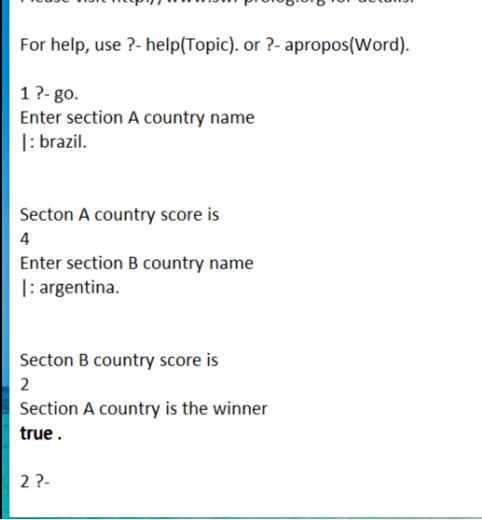 For help, use ?- help(Topic). or ?- apropos(Word).
1 ?- go.
Enter section A country name
|: brazil.
Secton A country score is
4
Enter section B country name
|: argentina.
Secton B country score is
2
Section A country is the winner
true .
2 ?-